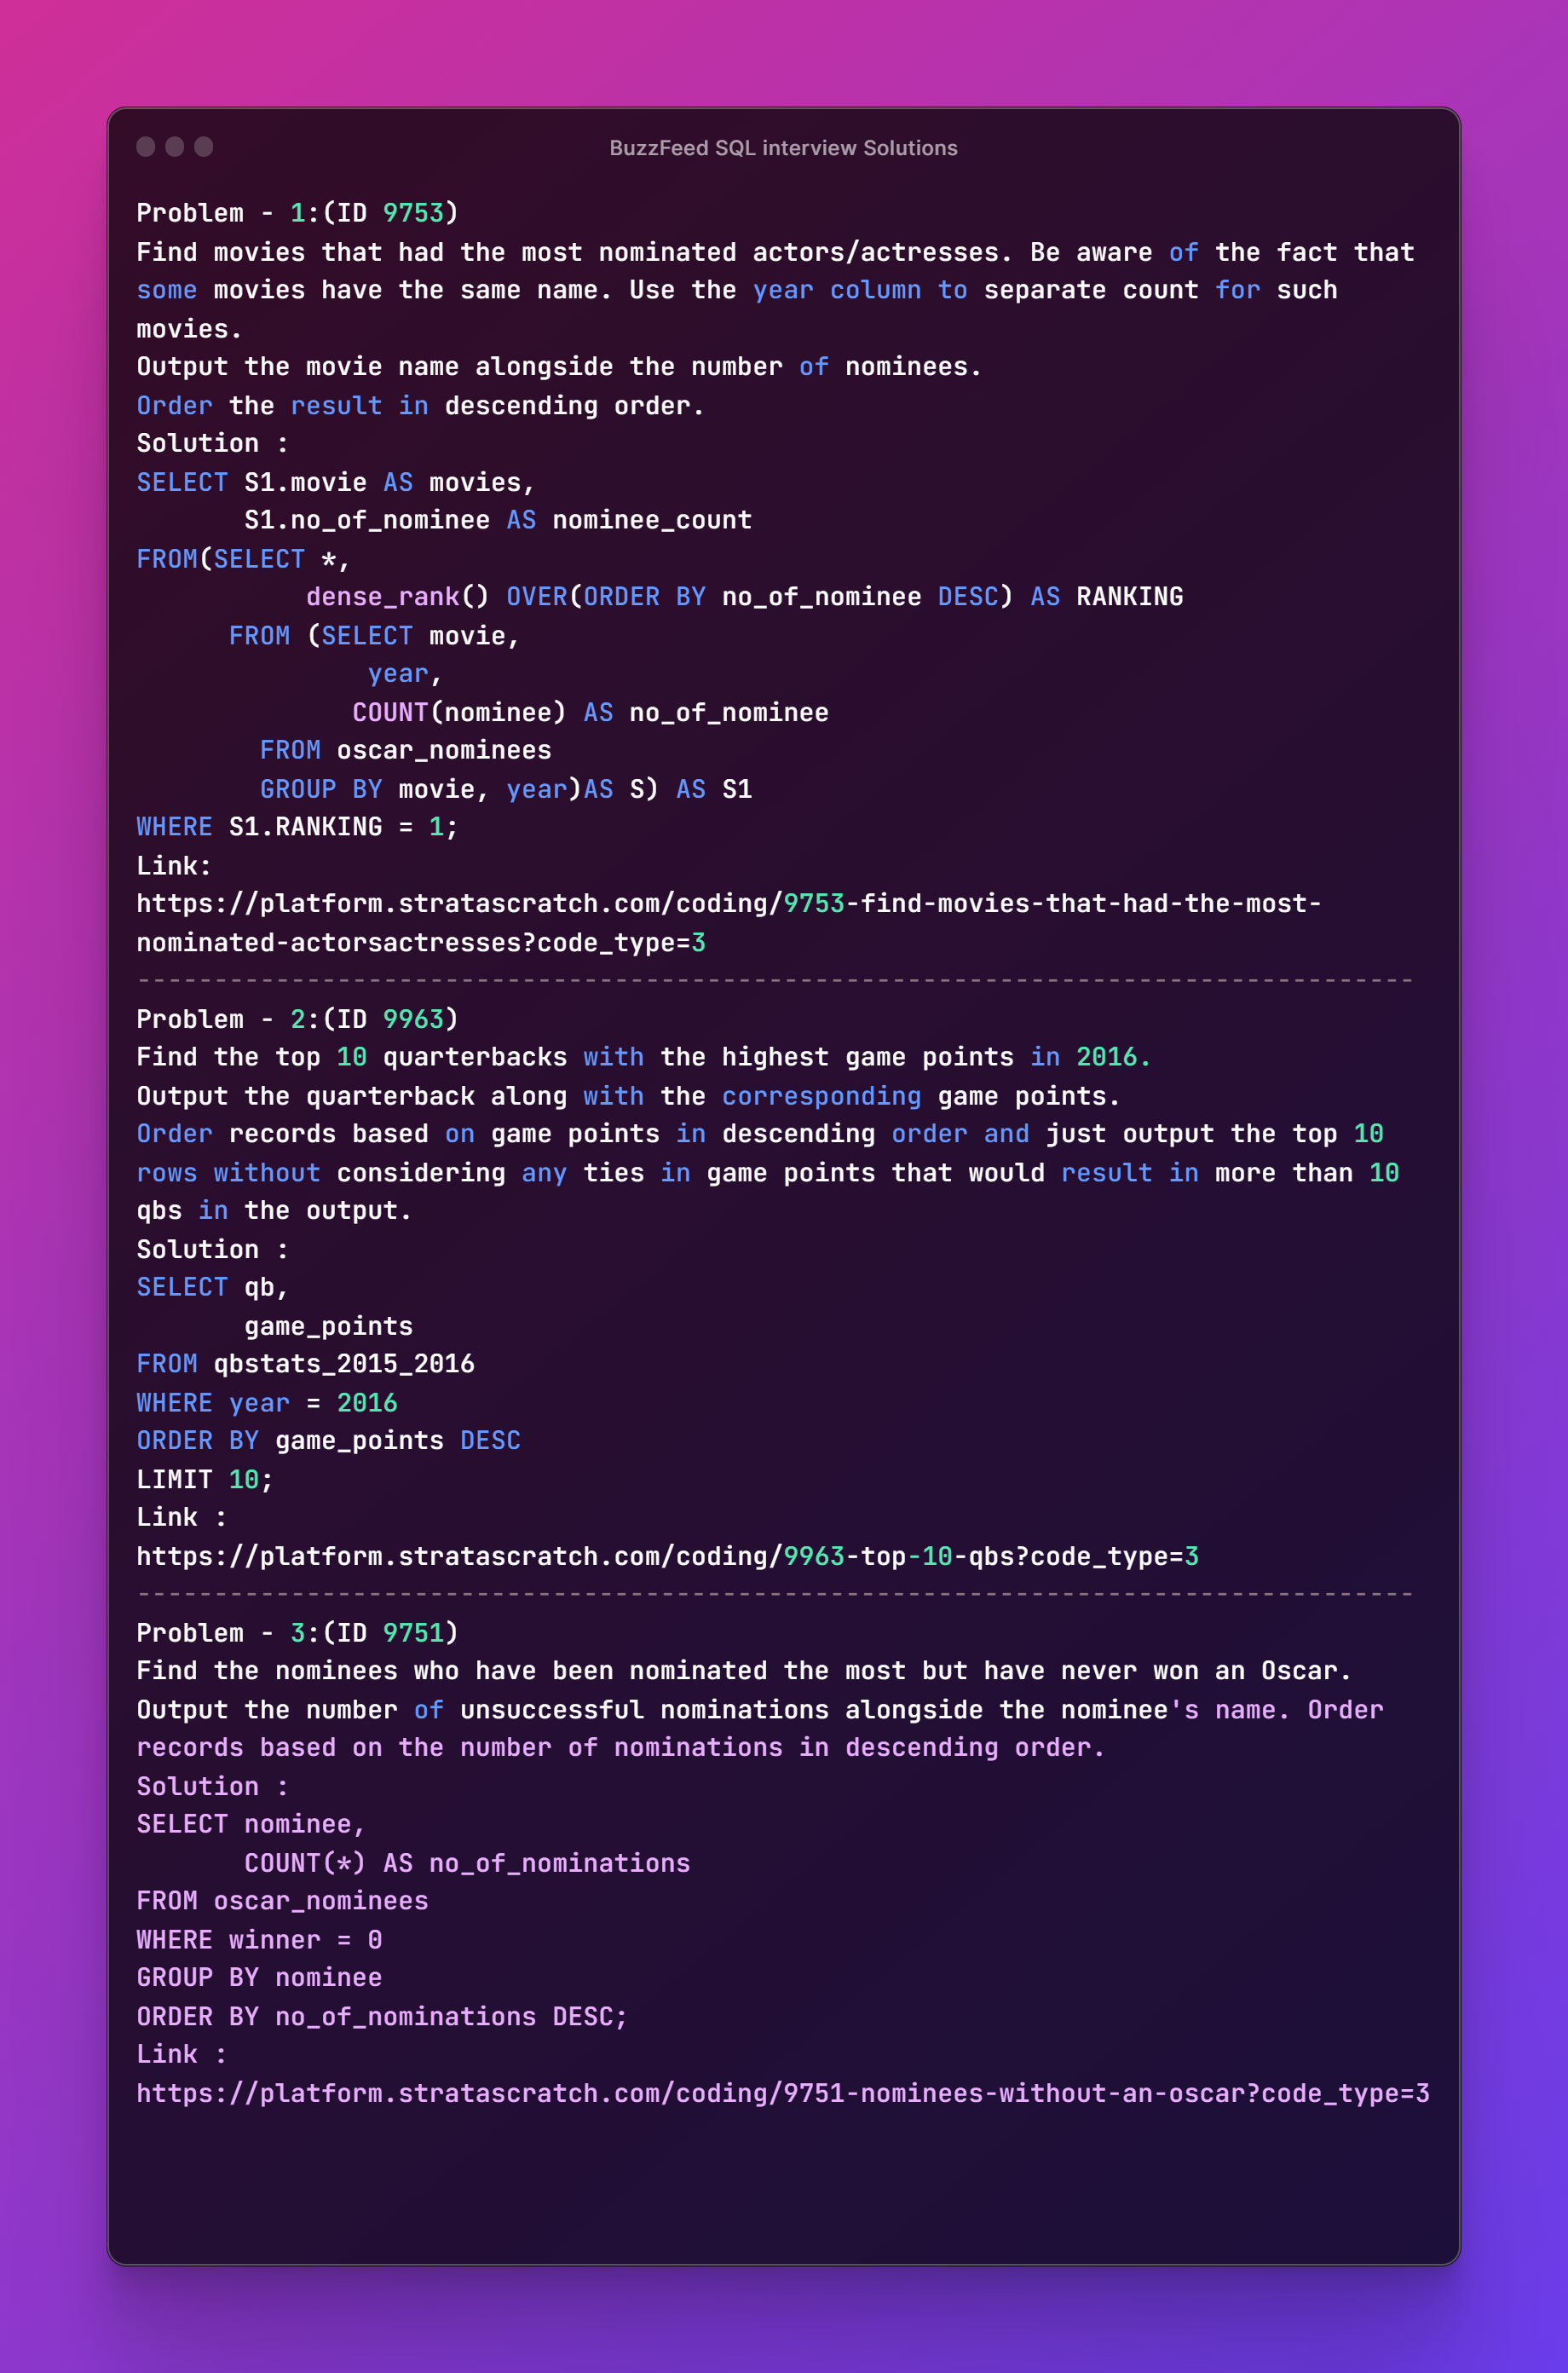 BuzzFeed SQL interview Solutions
Problem - 1:(ID 9753)
Find movies that had the most nominated actors/actresses. Be aware of the fact that
some movies have the same name. Use the year column to separate count for such
movies.
Output the movie name alongside the number of nominees.
Order the result in descending order.
Solution :
SELECT S1.movie AS movies,
       S1.no_of_nominee AS nominee_count
FROM(SELECT *,
           dense_rank() OVER(ORDER BY no_of_nominee DESC) AS RANKING
      FROM (SELECT movie,
               year,
              COUNT(nominee) AS no_of_nominee
        FROM oscar_nominees
        GROUP BY movie, year)AS S) AS S1
WHERE S1.RANKING = 1;
Link:
https://platform.stratascratch.com/coding/9753-find-movies-that-had-the-most-
nominated-actorsactresses?code_type=3
-----------------------------------------------------------------------------------
Problem - 2:(ID 9963)
Find the top 10 quarterbacks with the highest game points in 2016.
Output the quarterback along with the corresponding game points.
Order records based on game points in descending order and just output the top 10
rows without considering any ties in game points that would result in more than 10
qbs in the output.
Solution :
SELECT qb,
       game_points
FROM qbstats_2015_2016
WHERE year = 2016
ORDER BY game_points DESC
LIMIT 10;
Link :
https://platform.stratascratch.com/coding/9963-top-10-qbs?code_type=3
-----------------------------------------------------------------------------------
Problem - 3:(ID 9751)
Find the nominees who have been nominated the most but have never won an Oscar.
Output the number of unsuccessful nominations alongside the nominee's name. Order
records based on the number of nominations in descending order.
Solution :
SELECT nominee,
       COUNT(*) AS no_of_nominations
FROM oscar_nominees
WHERE winner = 0
GROUP BY nominee
ORDER BY no_of_nominations DESC;
Link :
https://platform.stratascratch.com/coding/9751-nominees-without-an-oscar?code_type=3